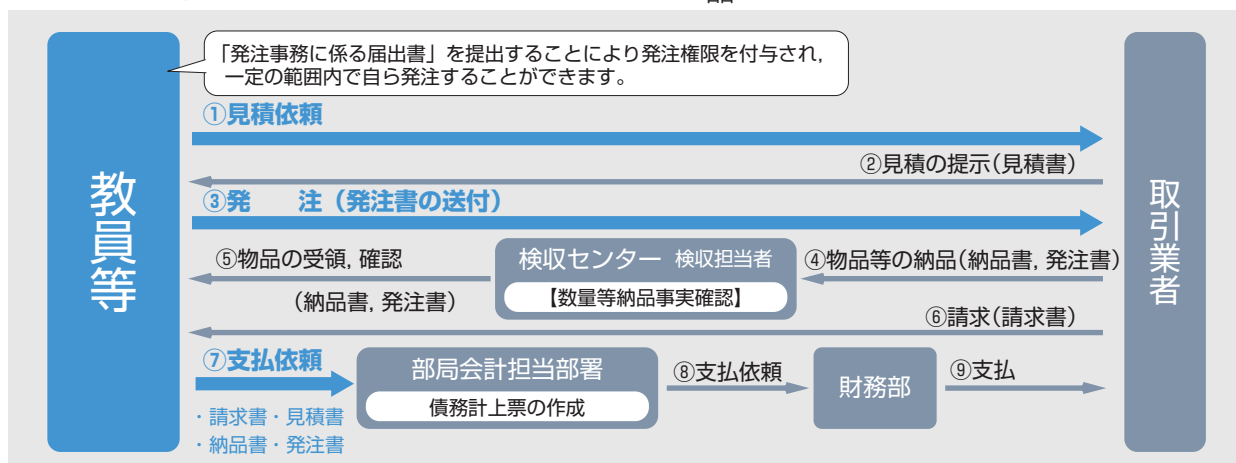 「発注事務に係る届出書」を提出することにより発注権限を付与され,
一定の範囲内で自ら発注することができます。
教員等
取引業者
①見積依頼
②見積の提示(見積書)
③発　注（発注書の送付）
⑤物品の受領, 確認
(納品書, 発注書)
検収センター 検収担当者
【数量等納品事実確認】
④物品等の納品(納品書, 発注書)
⑥請求(請求書)
⑦支払依頼
・請求書・見積書
・納品書・発注書
部局会計担当部署
債務計上票の作成
⑧支払依頼
財務部
⑨支払